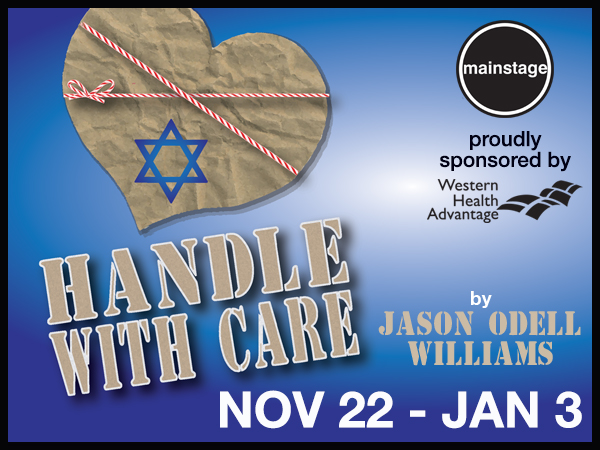 mainstage
proudly
sponsored by
Western
Health
Advantage
HANDLE
WITH CARE
by
JASON ODELL
WILLIAMS
NOV 22 - JAN 3